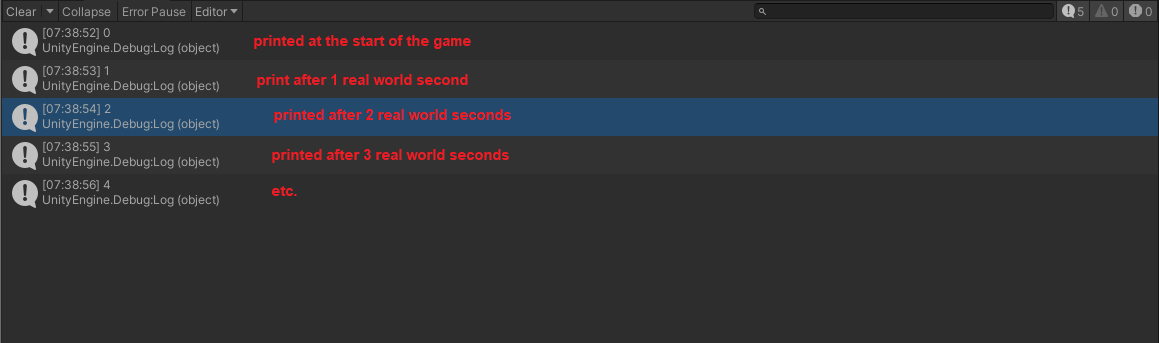 Clear Collapse Error Pause Editor 5 0 0
[07:38:52] 0
UnityEngine.Debug:Log (object)
printed at the start of the game
[07:38:53] 1
UnityEngine.Debug:Log (object)
print after 1 real world second
[07:38:54] 2
UnityEngine.Debug:Log (object)
printed after 2 real world seconds
[07:38:55] 3
UnityEngine.Debug:Log (object)
printed after 3 real world seconds
[07:38:56] 4
UnityEngine.Debug:Log (object)
etc.